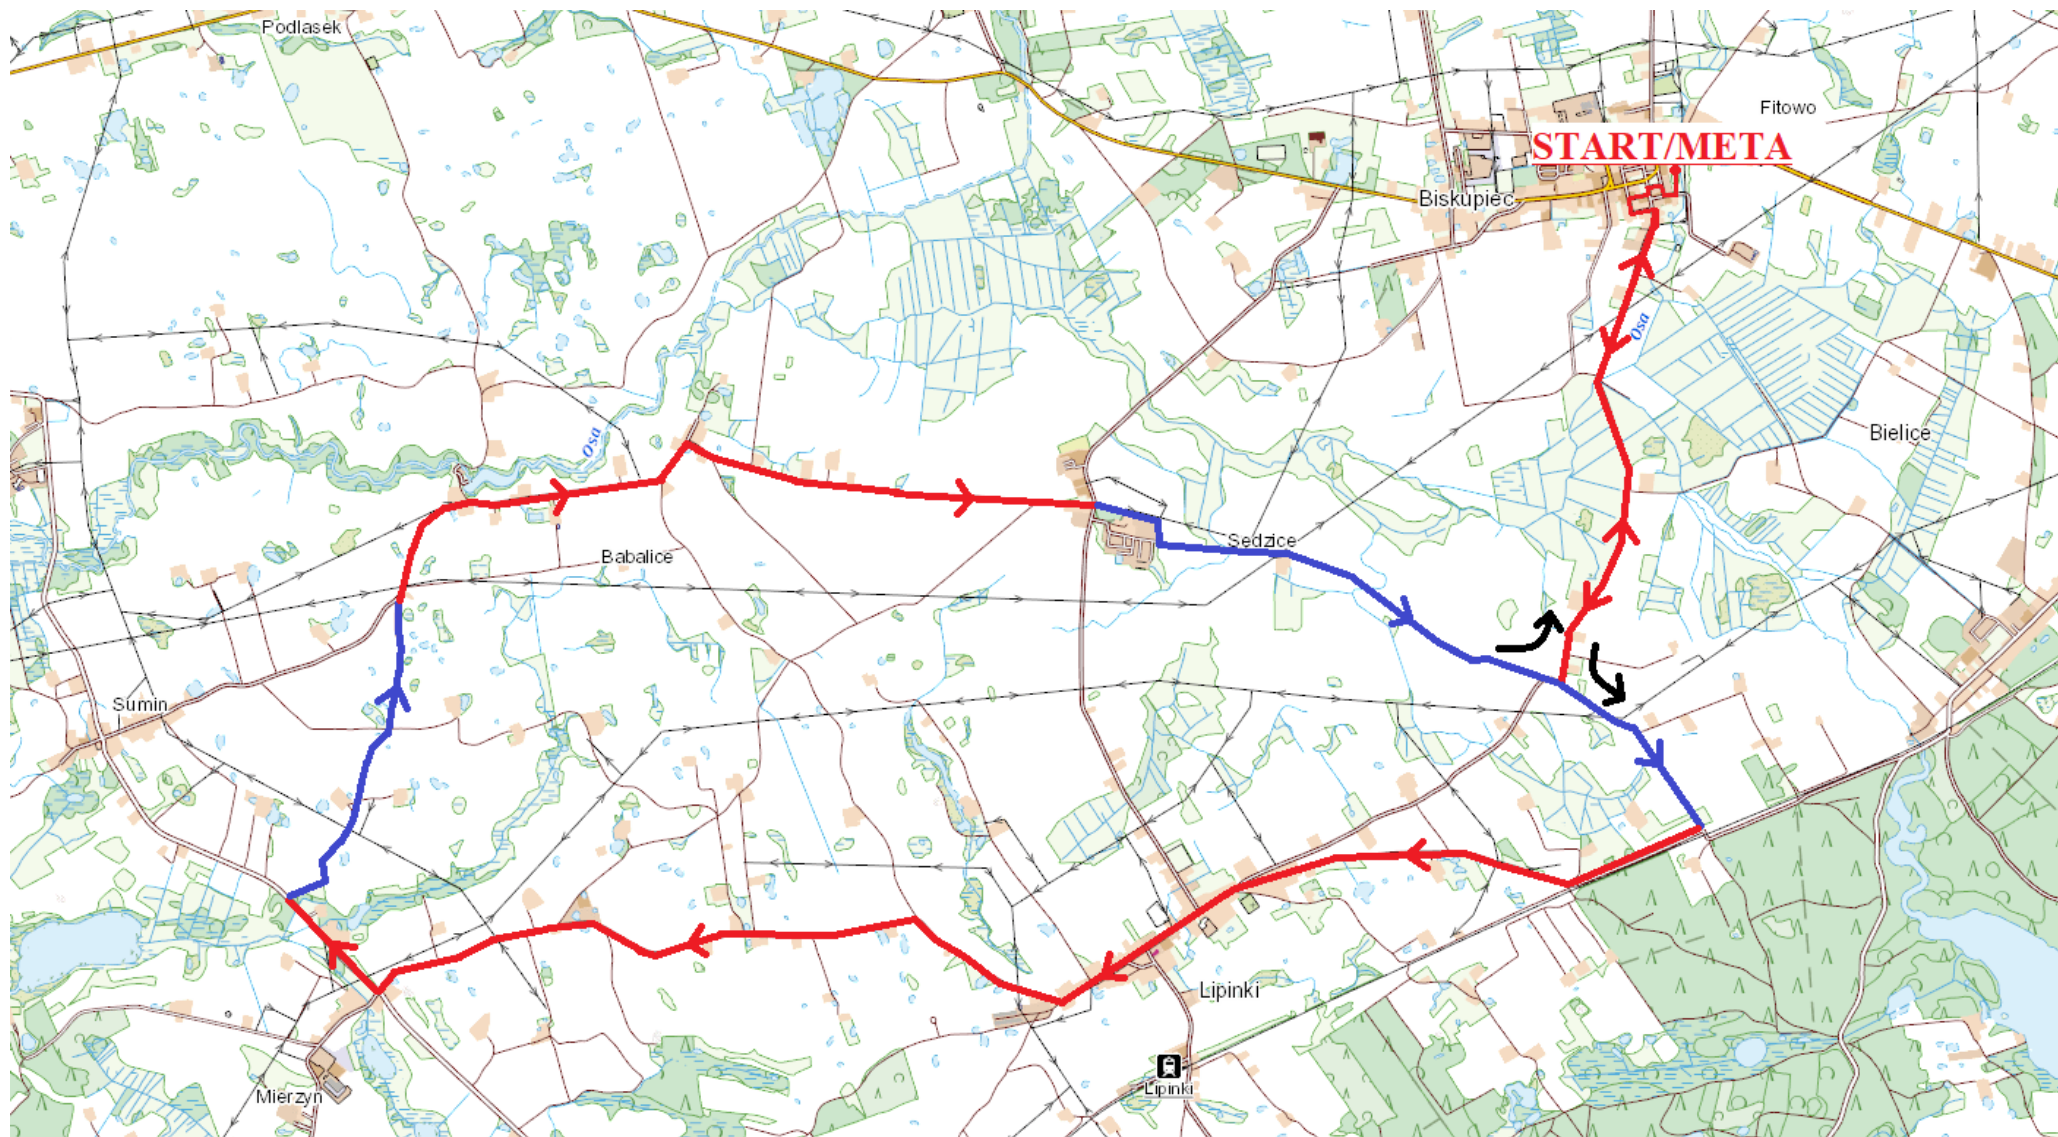 Podlasek
Fitowo
START/META
Biskupiec
Osa
Osa
Bielice
Sędzice
Babalice
Sumin
Lipinki
Lipinki
Mierzyn